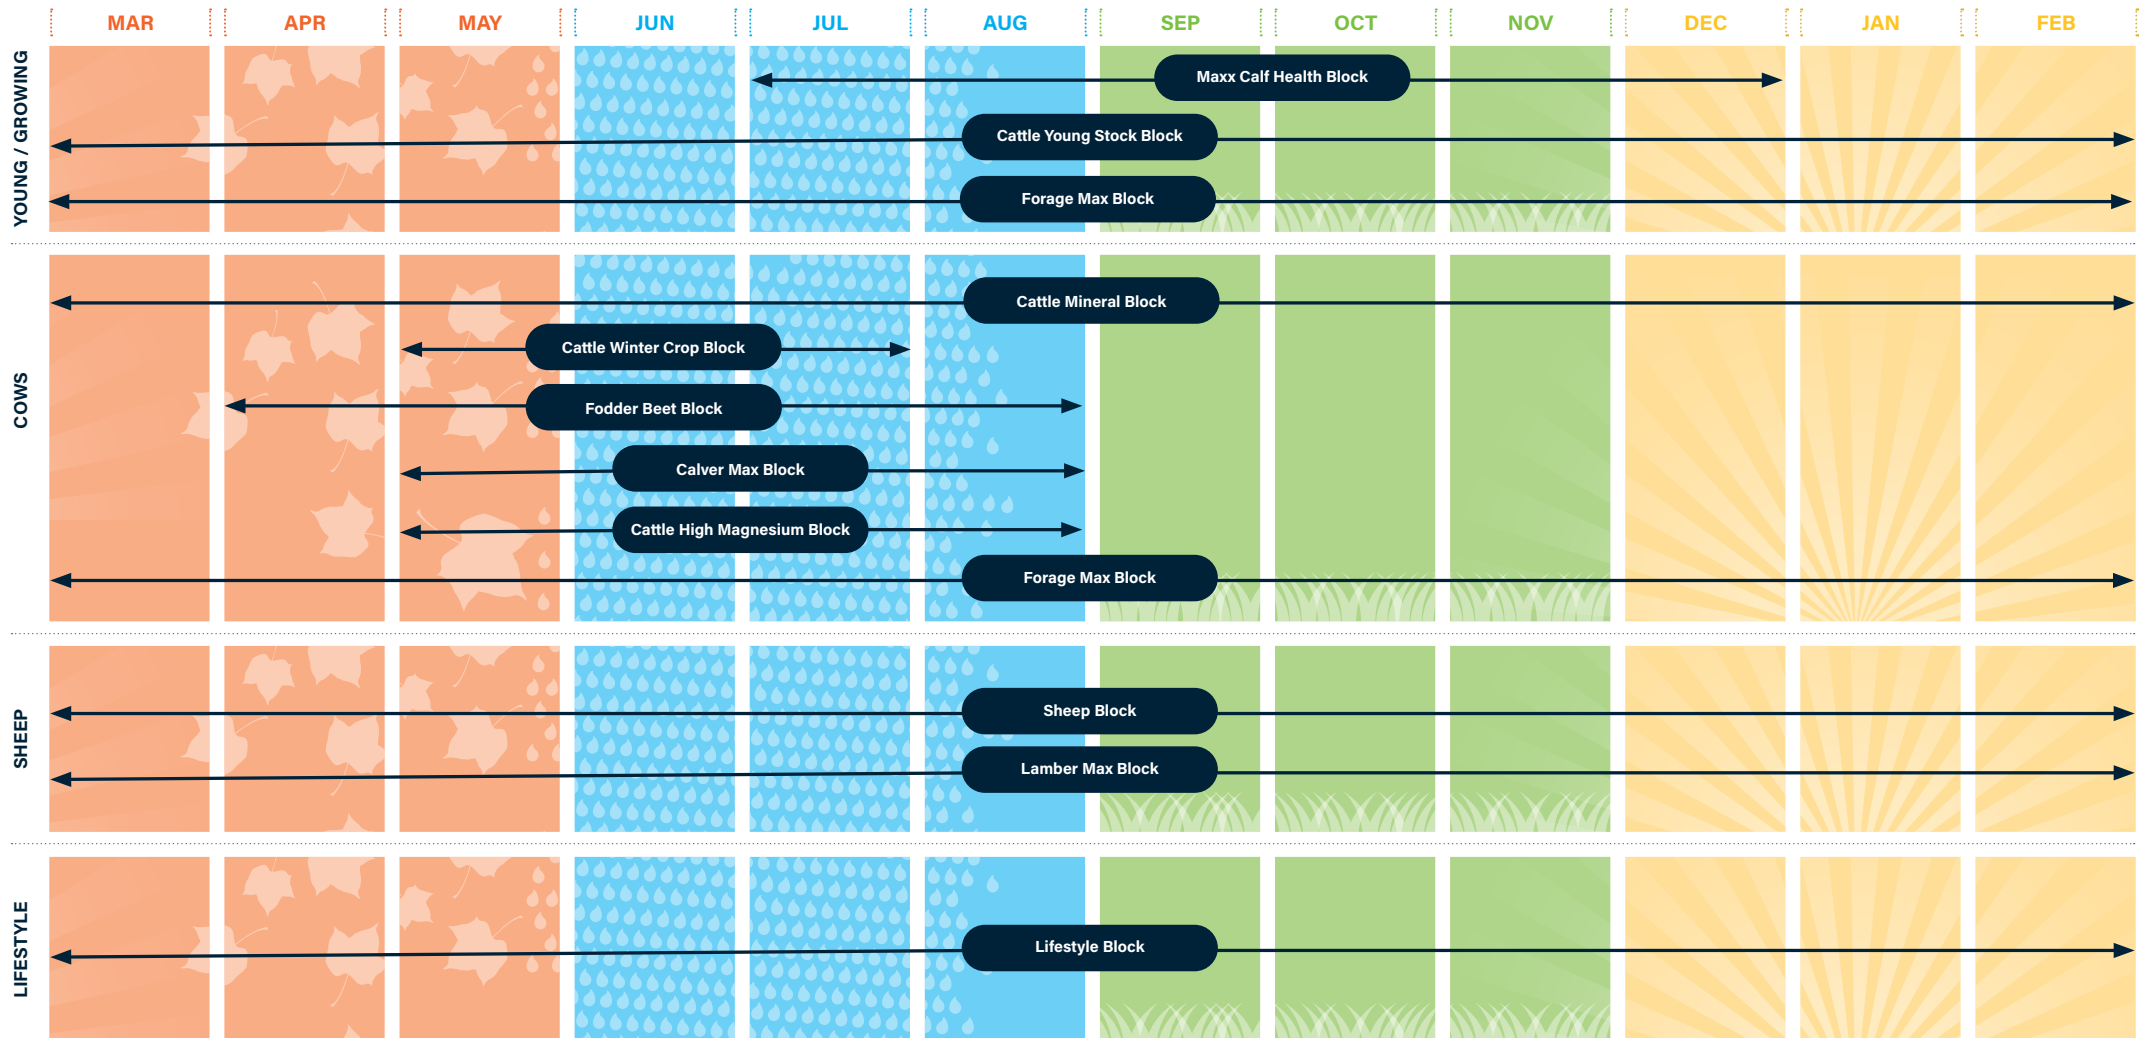 MAR APR MAY JUN JUL AUG SEP OCT NOV DEC JAN FEB
YOUNG / GROWING
Maxx Calf Health Block
Cattle Young Stock Block
Forage Max Block
COWS
Cattle Mineral Block
Cattle Winter Crop Block
Fodder Beet Block
Calver Max Block
Cattle High Magnesium Block
Forage Max Block
SHEEP
Sheep Block
Lamber Max Block
LIFESTYLE
Lifestyle Block